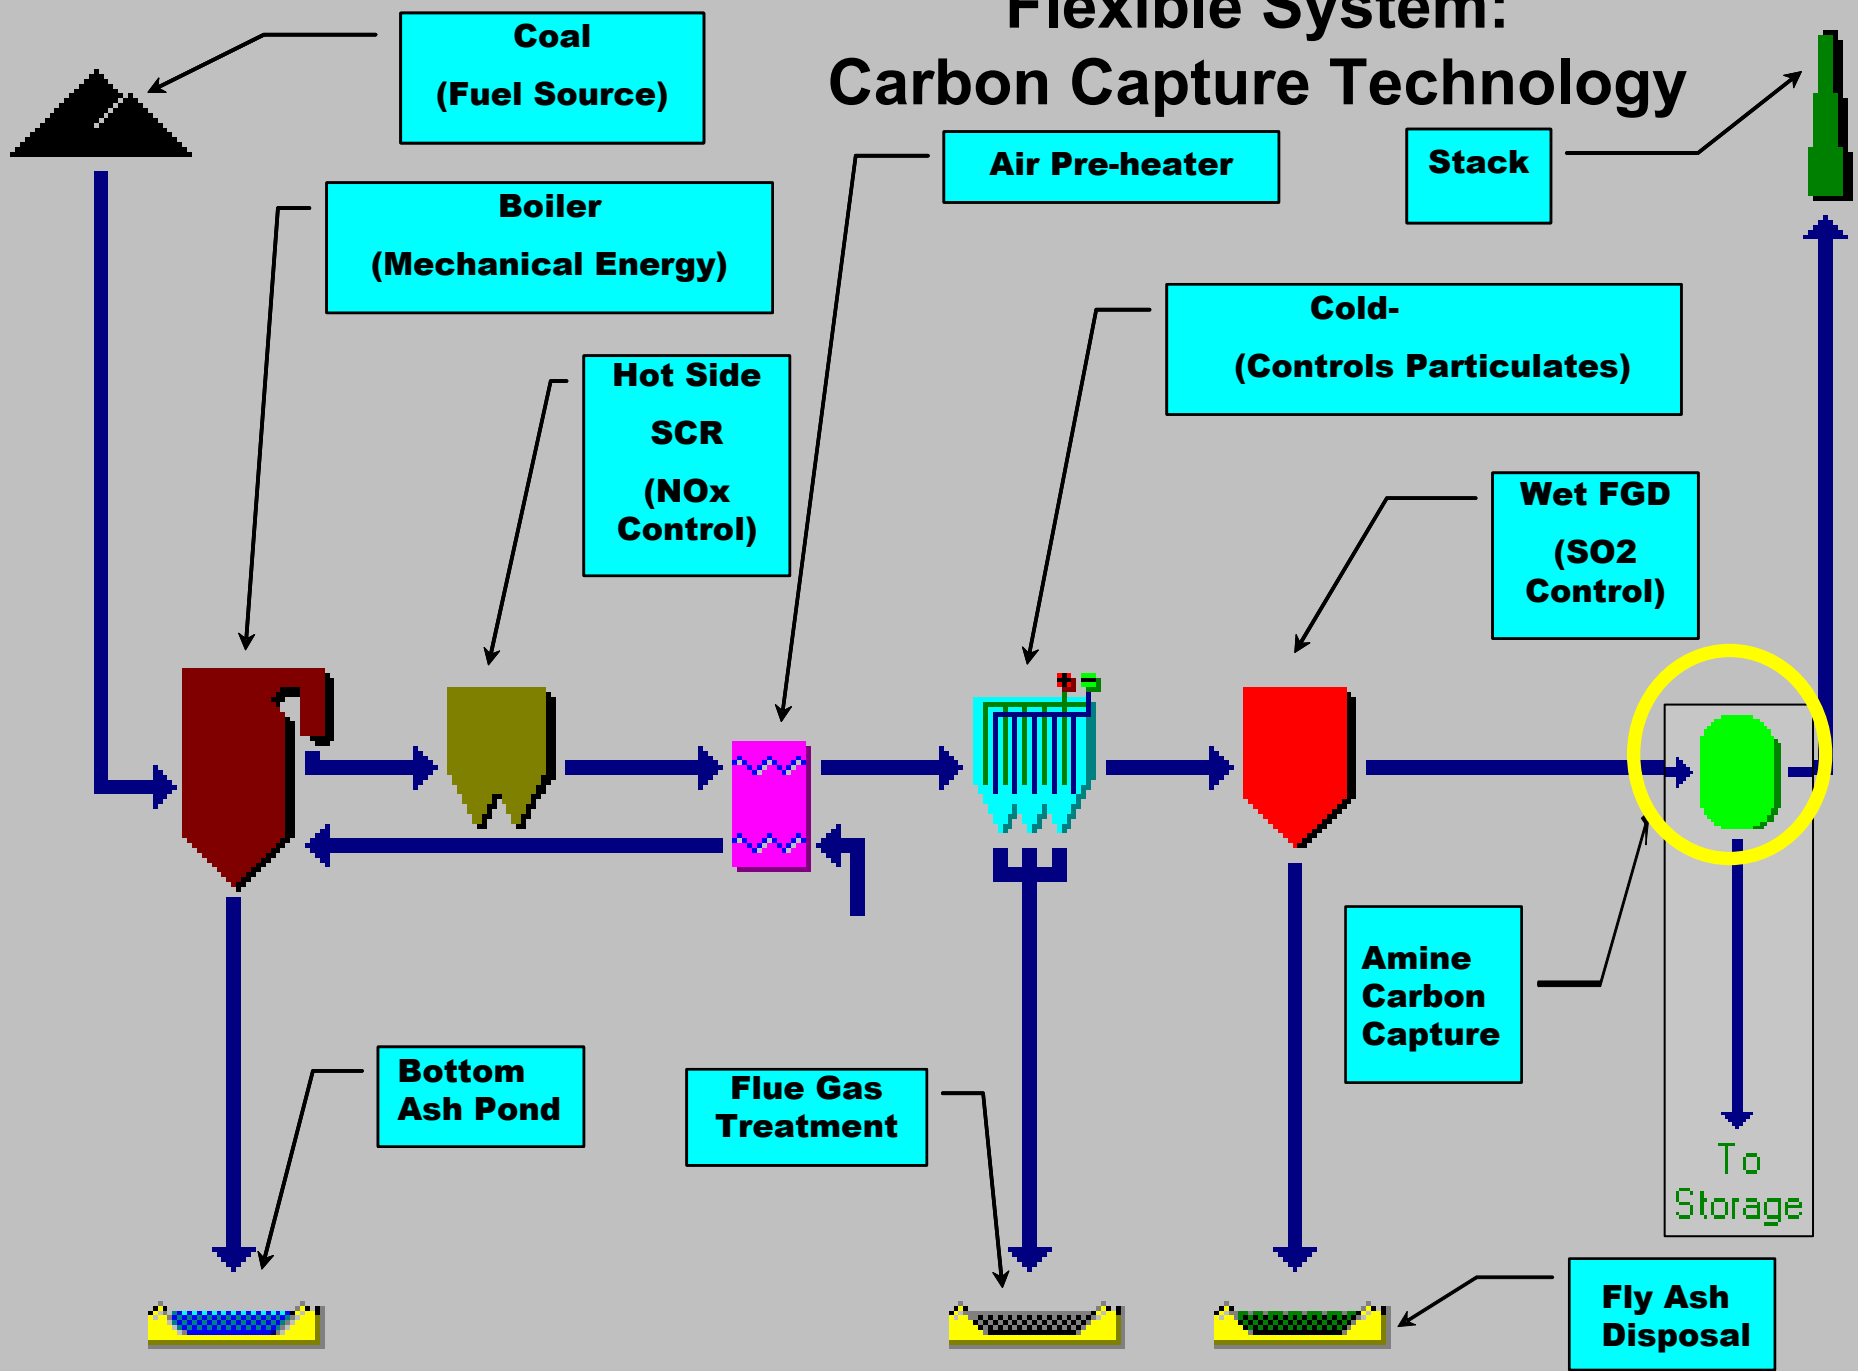 Flexible System:
Carbon Capture Technology
Coal
(Fuel Source)
Air Pre-heater
Stack
Boiler
(Mechanical Energy)
Cold-
(Controls Particulates)
Hot Side
SCR
(NOx
Control)
Wet FGD
(SO2
Control)
Amine
Carbon
Capture
Bottom
Ash Pond
Flue Gas
Treatment
To
Storage
Fly Ash
Disposal